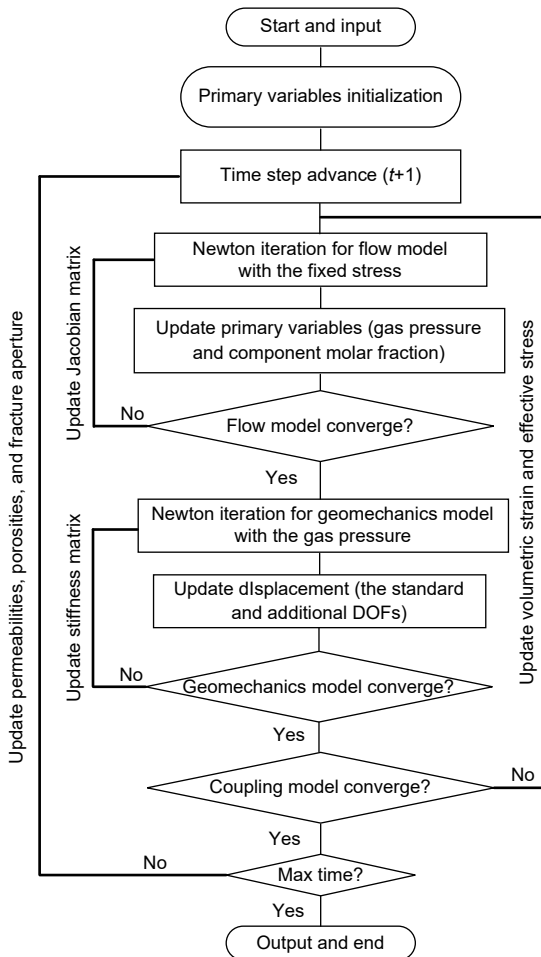 Start and input
Primary variables initialization
Time step advance (t+1)
Newton iteration for flow model
with the fixed stress
Update primary variables (gas pressure
and component molar fraction)
Update Jacobian matrix
No
Flow model converge?
Yes
Newton iteration for geomechanics model
with the gas pressure
Update dIsplacement (the standard
and additional DOFs)
Update stiffness matrix
No
Geomechanics model converge?
Yes
Coupling model converge?
No
Update volumetric strain and effective stress
Yes
No
Max time?
Update permeabilities, porosities, and fracture aperture
Yes
Output and end